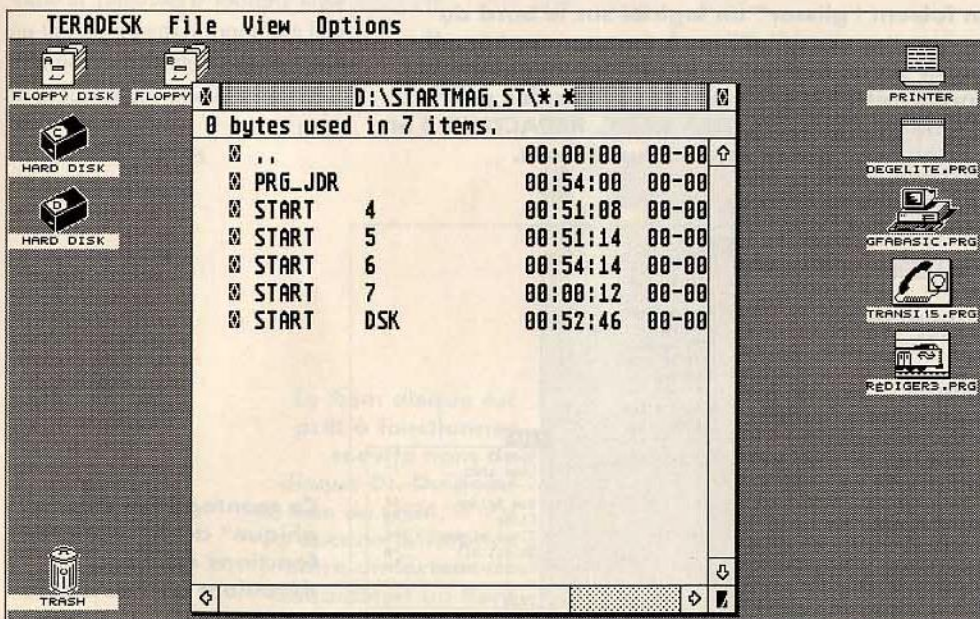 TERADESK File View Options
FLOPPY DISK
FLOPPY
HARD DISK
HARD DISK
TRASH
D:\STARTMAG.ST\*.*
0 bytes used in 7 items.
.. 00:00:00 00-00
PRG_JDR 00:54:00 00-00
START 4 00:51:08 00-00
START 5 00:51:14 00-00
START 6 00:54:14 00-00
START 7 00:00:12 00-00
START DSK 00:52:46 00-00
PRINTER
DEGELITE.PRG
GFABASIC.PRG
TRANSI15.PRG
RéDIGER3.PRG